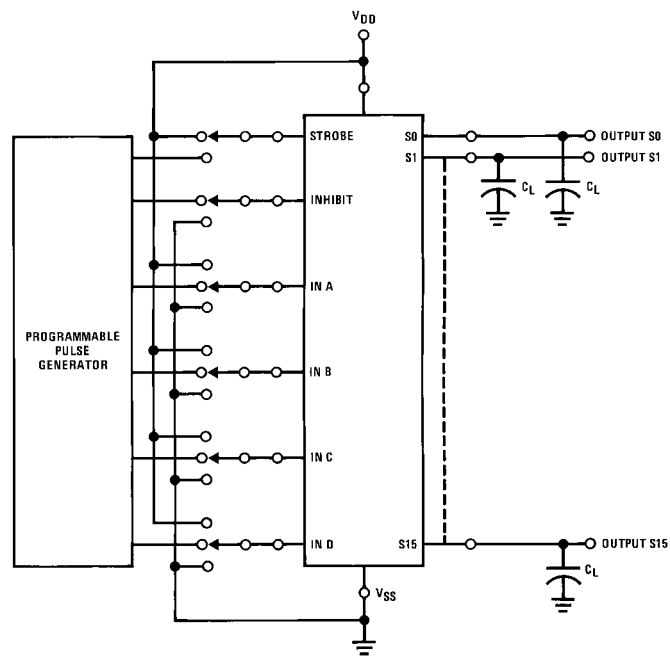 VDD
STROBE
S0
OUTPUT S0
S1
OUTPUT S1
CL
CL
INHIBIT
IN A
PROGRAMMABLE
PULSE
GENERATOR
IN B
IN C
IN D
S15
OUTPUT S15
CL
VSS